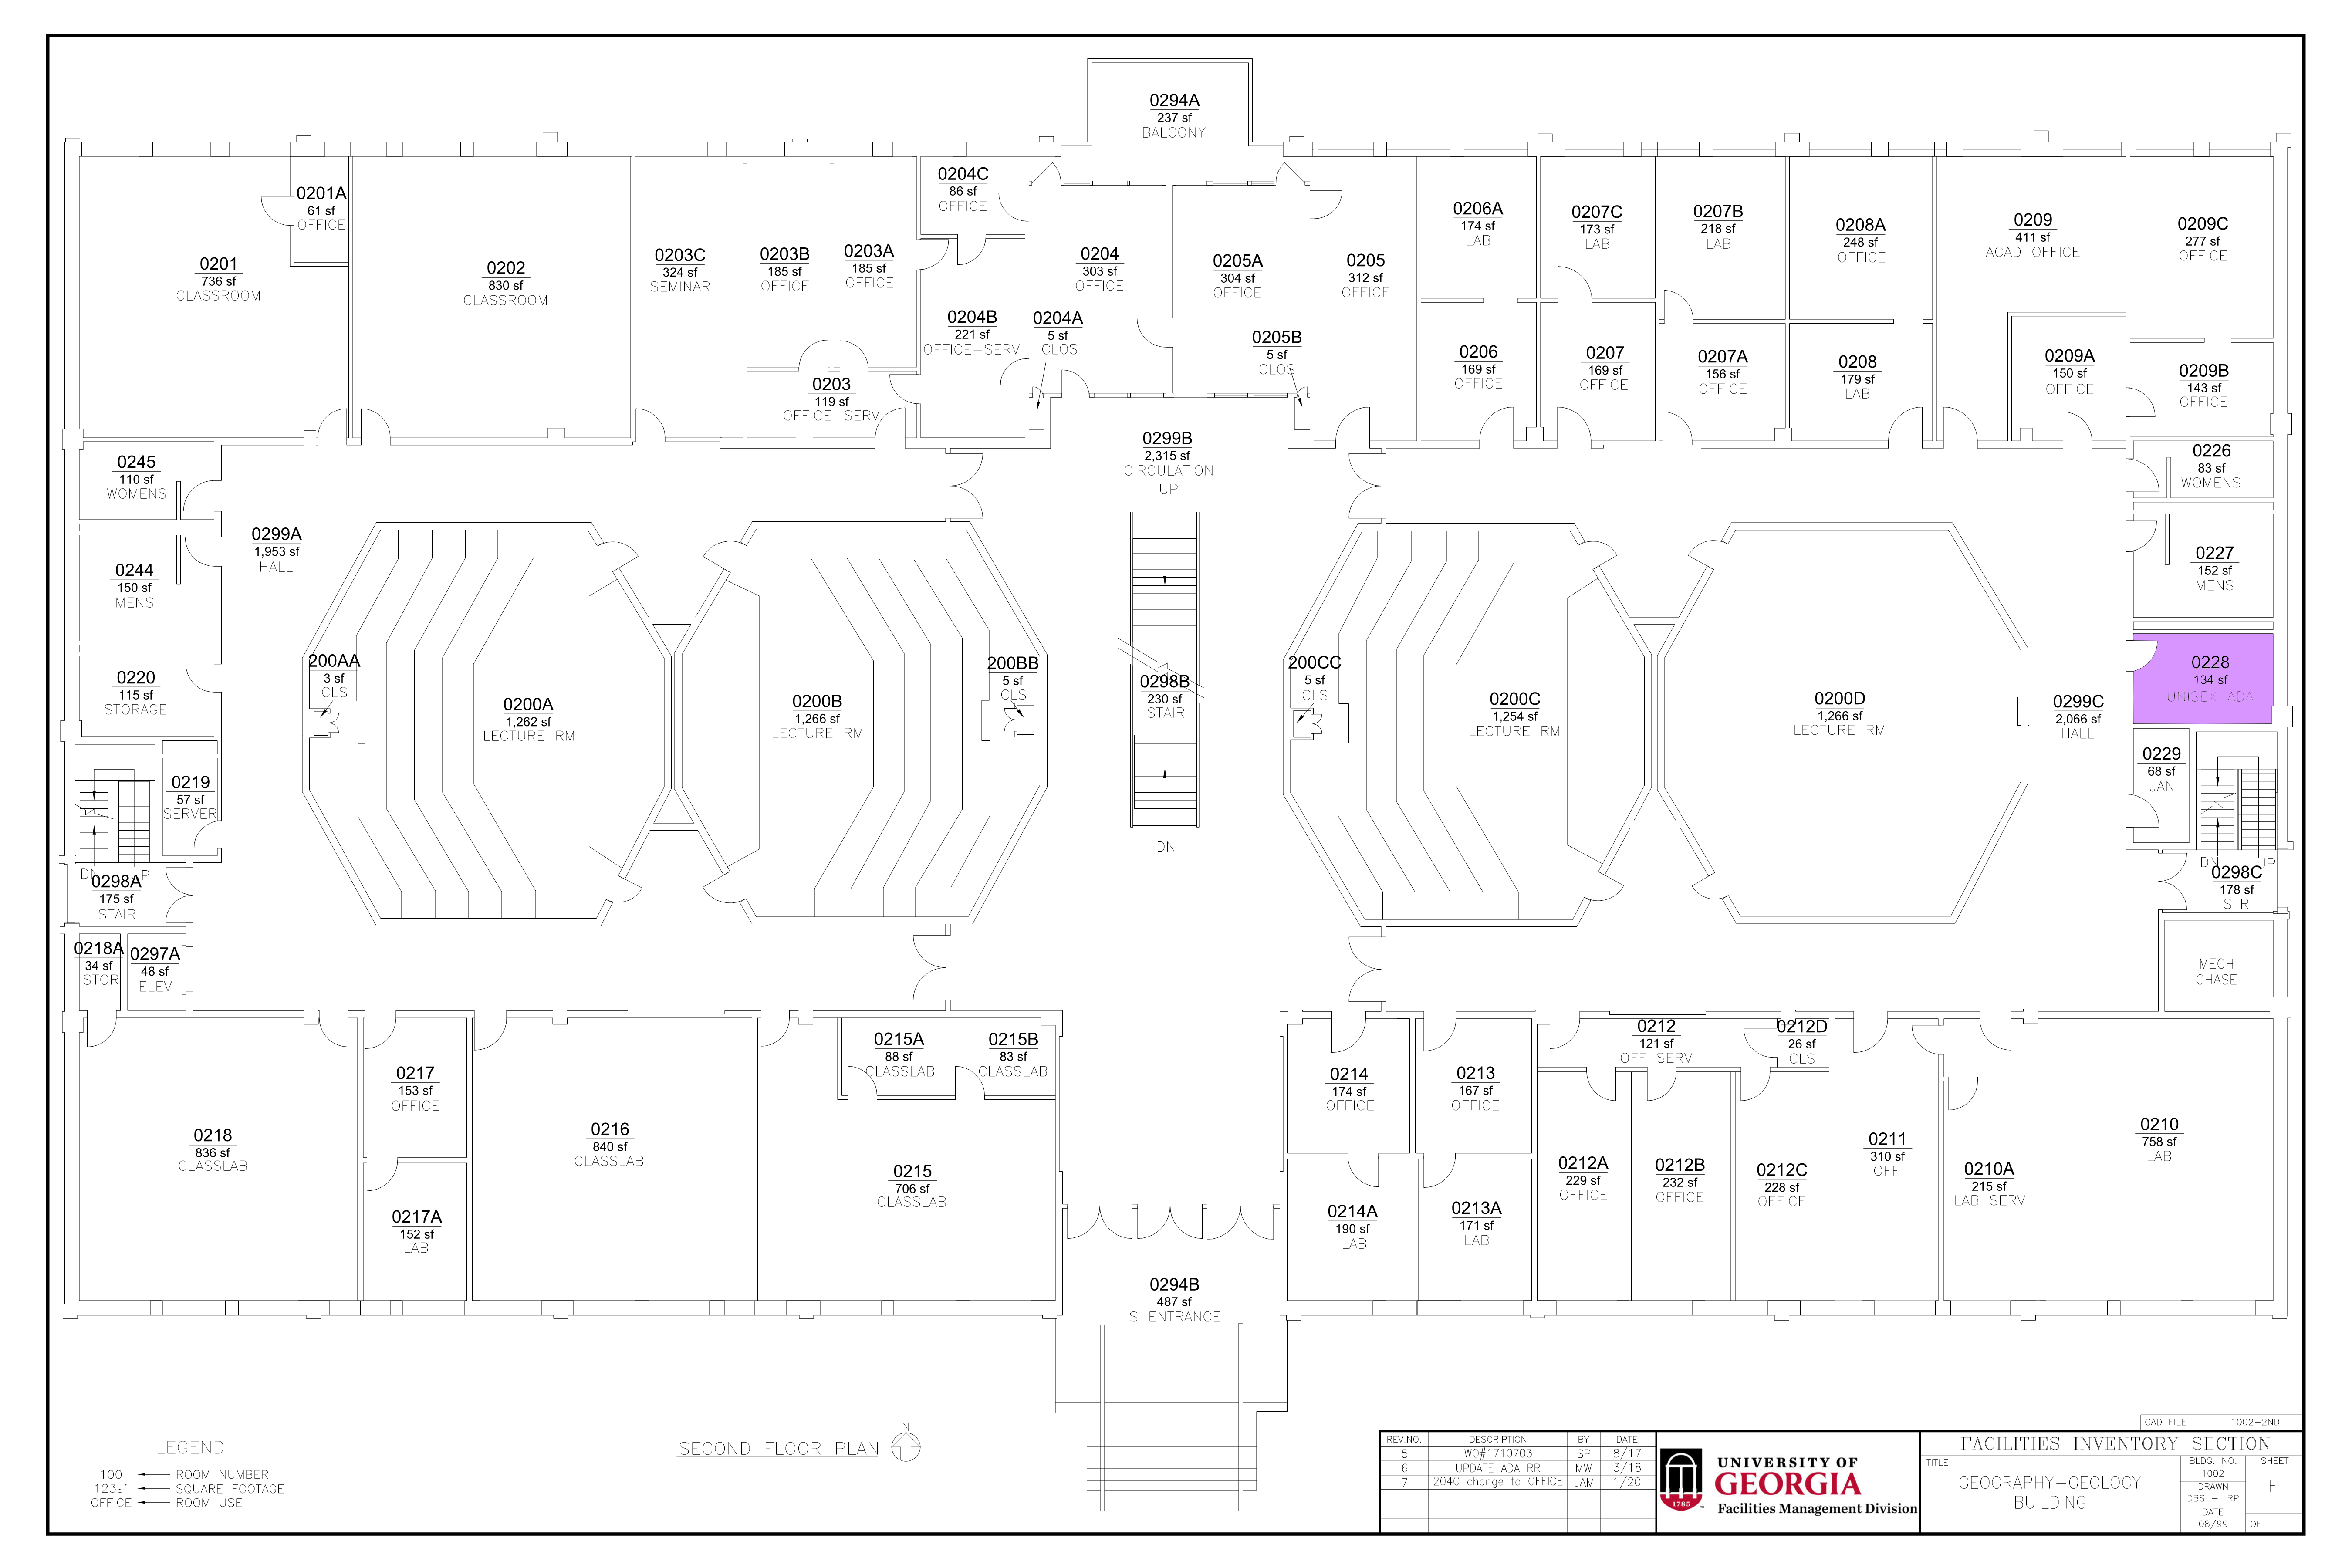 0294A
237 sf
BALCONY
0201A
61 sf
OFFICE
0201
736 sf
CLASSROOM
0202
830 sf
CLASSROOM
0203C
324 sf
SEMINAR
0203B
185 sf
OFFICE
0203A
185 sf
OFFICE
0203
119 sf
OFFICE-SERV
0204C
86 sf
OFFICE
0204B
221 sf
OFFICE-SERV
0204
303 sf
OFFICE
0204A
5 sf
CLOS
0205A
304 sf
OFFICE
0205B
5 sf
CLOS
0205
312 sf
OFFICE
0206A
174 sf
LAB
0206
169 sf
OFFICE
0207C
173 sf
LAB
0207
169 sf
OFFICE
0207B
218 sf
LAB
0207A
156 sf
OFFICE
0208A
248 sf
OFFICE
0208
179 sf
LAB
0209
411 sf
ACAD OFFICE
0209A
150 sf
OFFICE
0209C
277 sf
OFFICE
0209B
143 sf
OFFICE
0245
110 sf
WOMENS
0244
150 sf
MENS
0220
115 sf
STORAGE
0219
57 sf
SERVER
0299A
1,953 sf
HALL
200AA
3 sf
CLS
0200A
1,262 sf
LECTURE RM
0200B
1,266 sf
LECTURE RM
200BB
5 sf
CLS
0299B
2,315 sf
CIRCULATION
UP
0298B
230 sf
STAIR
DN
200CC
5 sf
CLS
0200C
1,254 sf
LECTURE RM
0200D
1,266 sf
LECTURE RM
0299C
2,066 sf
HALL
0226
83 sf
WOMENS
0227
152 sf
MENS
0228
134 sf
UNISEX ADA
0229
68 sf
JAN
DN UP
0298C
178 sf
STR
MECH
CHASE
DN UP
0298A
175 sf
STAIR
0218A
34 sf
STOR
0297A
48 sf
ELEV
0218
836 sf
CLASSLAB
0217
153 sf
OFFICE
0217A
152 sf
LAB
0216
840 sf
CLASSLAB
0215A
88 sf
CLASSLAB
0215B
83 sf
CLASSLAB
0215
706 sf
CLASSLAB
0294B
487 sf
S ENTRANCE
0214
174 sf
OFFICE
0214A
190 sf
LAB
0213
167 sf
OFFICE
0213A
171 sf
LAB
0212
121 sf
OFF SERV
0212D
26 sf
CLS
0212A
229 sf
OFFICE
0212B
232 sf
OFFICE
0212C
228 sf
OFFICE
0211
310 sf
OFF
0210A
215 sf
LAB SERV
0210
758 sf
LAB
LEGEND
100 ROOM NUMBER
123sf SQUARE FOOTAGE
OFFICE ROOM USE
SECOND FLOOR PLAN
N
CAD FILE 1002-2ND
REV.NO. DESCRIPTION BY DATE
5 WO#1710703 SP 8/17
6 UPDATE ADA RR MW 3/18
7 204C change to OFFICE JAM 1/20
1785
UNIVERSITY OF
GEORGIA
Facilities Management Division
FACILITIES INVENTORY SECTION
TITLE
GEOGRAPHY-GEOLOGY
BUILDING
BLDG. NO.
1002
DRAWN
DBS - IRP
DATE
08/99
SHEET
F
OF